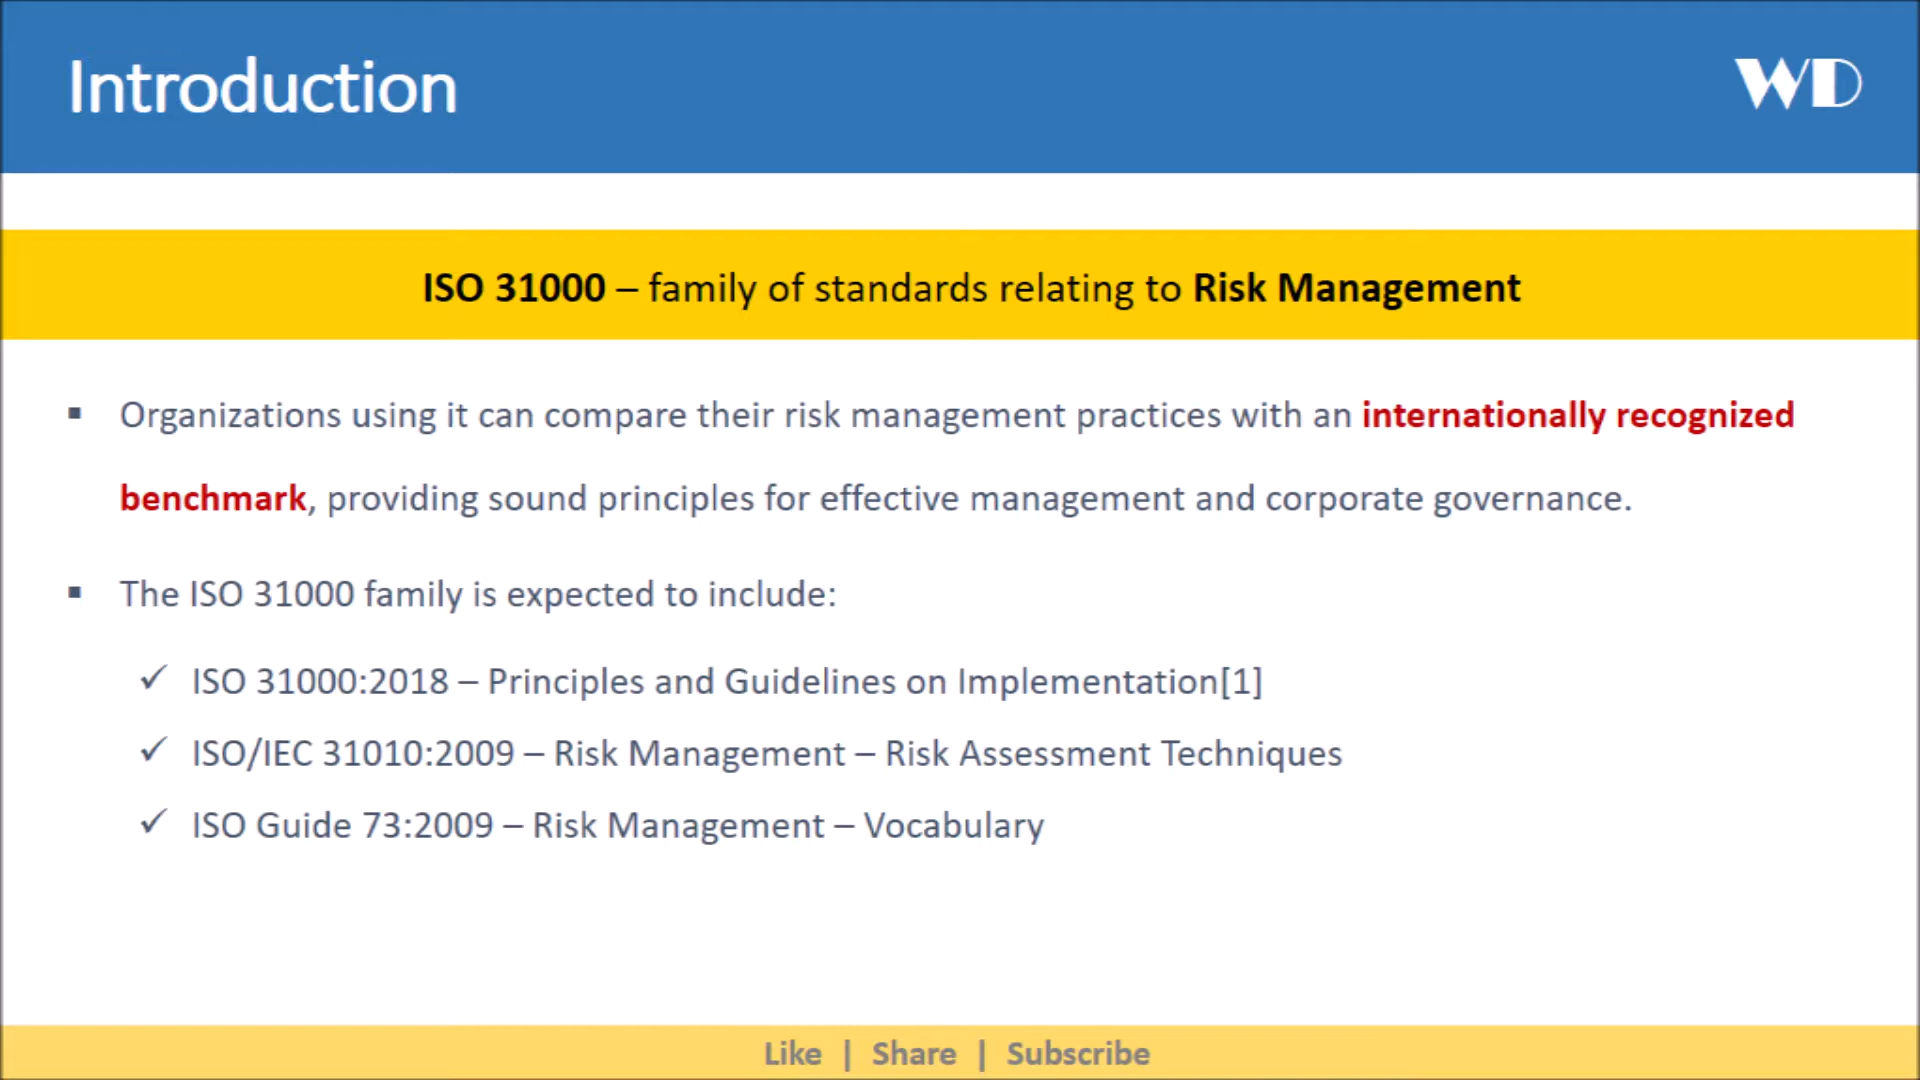 Introduction
WD
ISO 31000 – family of standards relating to Risk Management
▪ Organizations using it can compare their risk management practices with an internationally recognized
benchmark, providing sound principles for effective management and corporate governance.
▪ The ISO 31000 family is expected to include:
✓ ISO 31000:2018 – Principles and Guidelines on Implementation[1]
✓ ISO/IEC 31010:2009 – Risk Management – Risk Assessment Techniques
✓ ISO Guide 73:2009 – Risk Management – Vocabulary
Like | Share | Subscribe